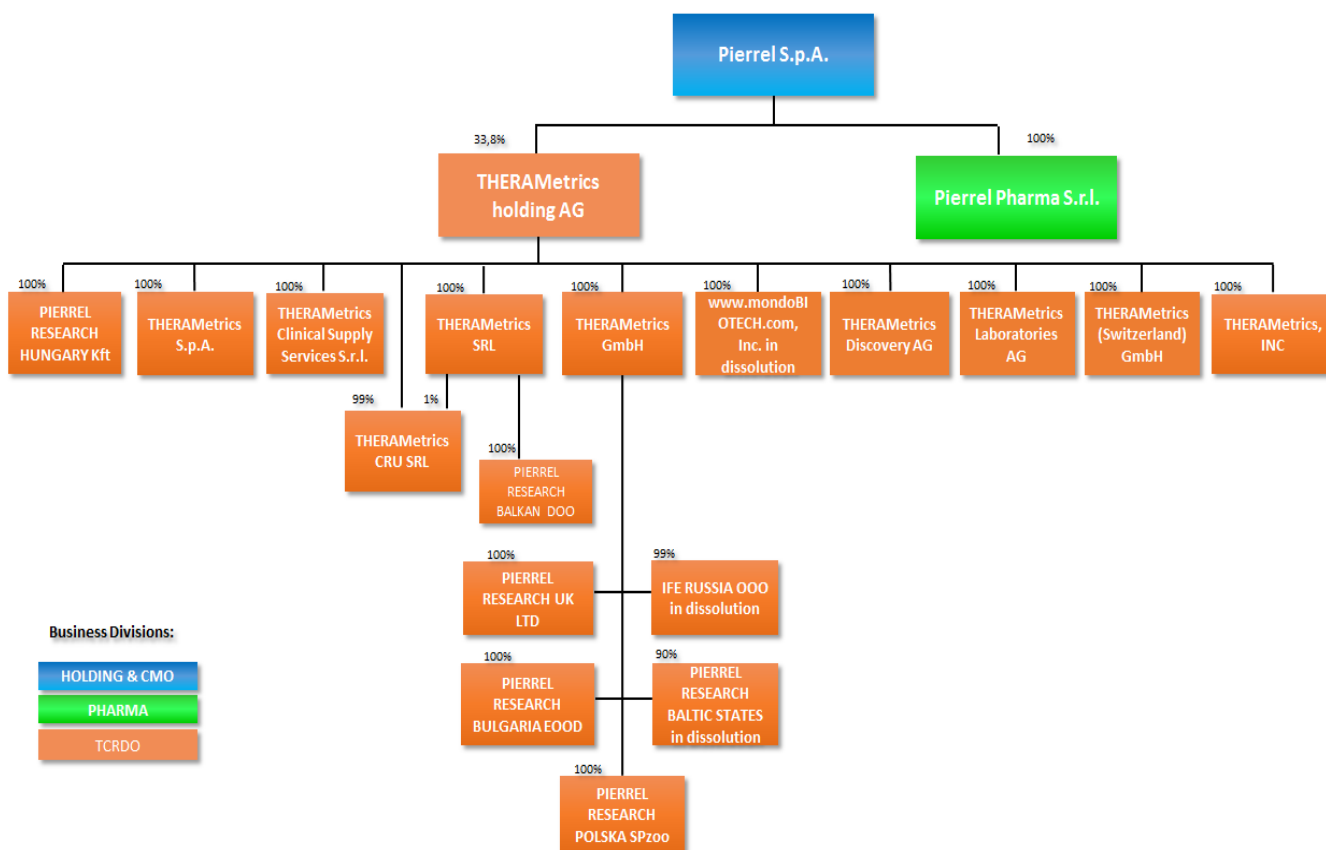 Pierrel S.p.A.
33,8%
100%
THERAMetrics
holding AG
Pierrel Pharma S.r.l.
100%
PIERREL
RESEARCH
HUNGARY Kft
100%
THERAMetrics
S.p.A.
100%
THERAMetrics
Clinical Supply
Services S.r.l.
100%
THERAMetrics
SRL
100%
THERAMetrics
GmbH
100%
www.mondoBI
OTECH.com,
Inc. in
dissolution
100%
THERAMetrics
Discovery AG
100%
THERAMetrics
Laboratories
AG
100%
THERAMetrics
(Switzerland)
GmbH
100%
THERAMetrics,
INC
99%
1%
THERAMetrics
CRU SRL
100%
PIERREL
RESEARCH
BALKAN DOO
100%
PIERREL
RESEARCH UK
LTD
99%
IFE RUSSIA OOO
in dissolution
100%
PIERREL
RESEARCH
BULGARIA EOOD
90%
PIERREL
RESEARCH
BALTIC STATES
in dissolution
100%
PIERREL
RESEARCH
POLSKA SPzoo
Business Divisions:
HOLDING & CMO
PHARMA
TCRDO